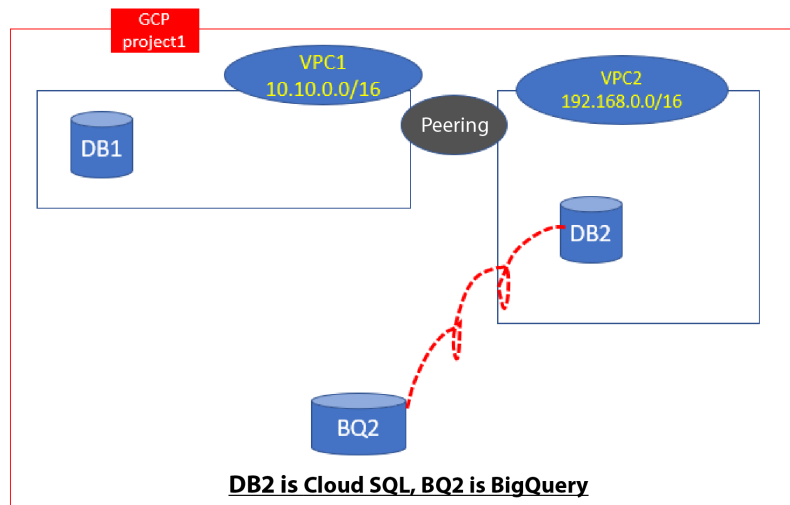 GCP
project1
VPC1
10.10.0.0/16
VPC2
192.168.0.0/16
Peering
DB1
DB2
BQ2
DB2 is Cloud SQL, BQ2 is BigQuery